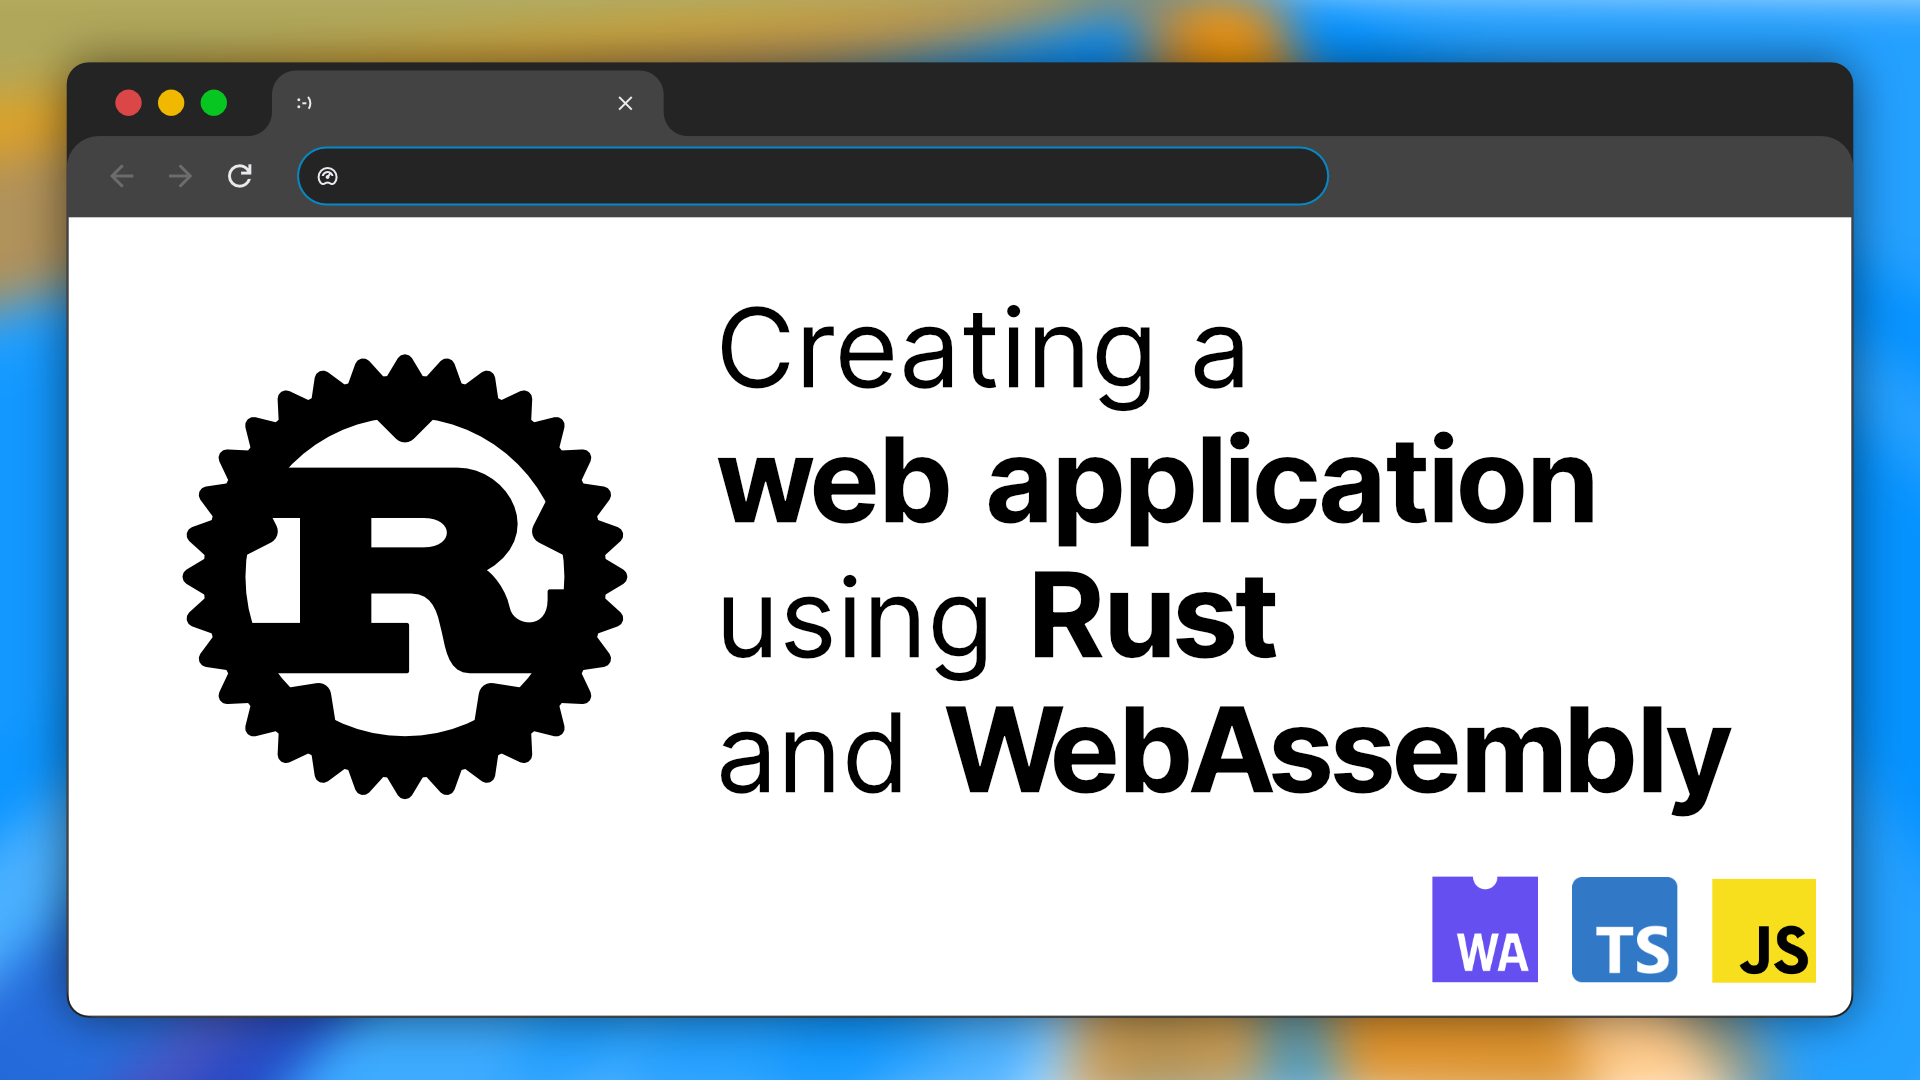 :-)
Creating a
web application
using Rust
and WebAssembly
R
WA
TS
JS